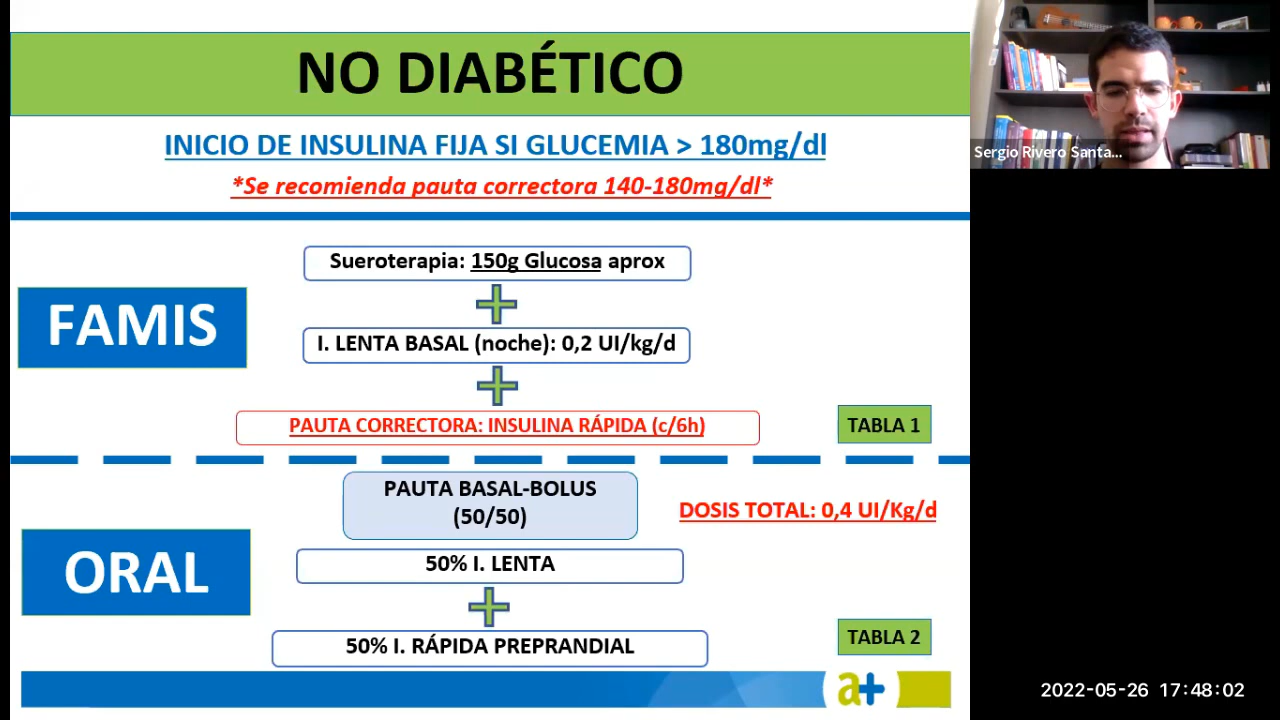 NO DIABÉTICO
INICIO DE INSULINA FIJA SI GLUCEMIA > 180mg/dl
*Se recomienda pauta correctora 140-180mg/dl*
Sueroterapia: 150g Glucosa aprox
FAMIS
I. LENTA BASAL (noche): 0,2 UI/kg/d
PAUTA CORRECTORA: INSULINA RÁPIDA (c/6h)
TABLA 1
PAUTA BASAL-BOLUS
(50/50)
DOSIS TOTAL: 0,4 UI/Kg/d
ORAL
50% I. LENTA
50% I. RÁPIDA PREPRANDIAL
TABLA 2
a+
Sergio Rivero Santa...
2022-05-26 17:48:02